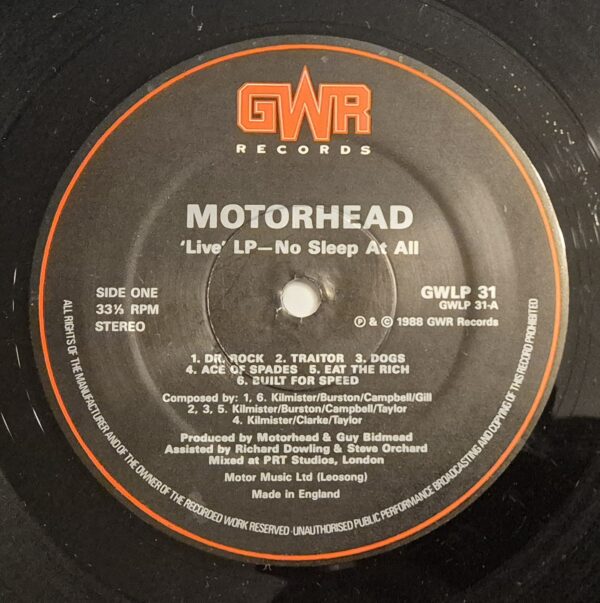 GWR
RECORDS
MOTORHEAD
'Live' LP—No Sleep At All
SIDE ONE
33⅓ RPM
STEREO
GWLP 31
GWLP 31-A
℗ & © 1988 GWR Records
1. DR. ROCK 2. TRAITOR 3. DOGS
4. ACE OF SPADES 5. EAT THE RICH
6. BUILT FOR SPEED
Composed by: 1, 6. Kilmister/Burston/Campbell/Gill
2, 3, 5. Kilmister/Burston/Campbell/Taylor
4. Kilmister/Clarke/Taylor
Produced by Motorhead & Guy Bidmead
Assisted by Richard Dowling & Steve Orchard
Mixed at PRT Studios, London
Motor Music Ltd (Leosong)
Made in England
ALL RIGHTS OF THE MANUFACTURER AND OF THE OWNER OF THE RECORDED WORK RESERVED · UNAUTHORISED PUBLIC PERFORMANCE BROADCASTING AND COPYING OF THIS RECORD PROHIBITED